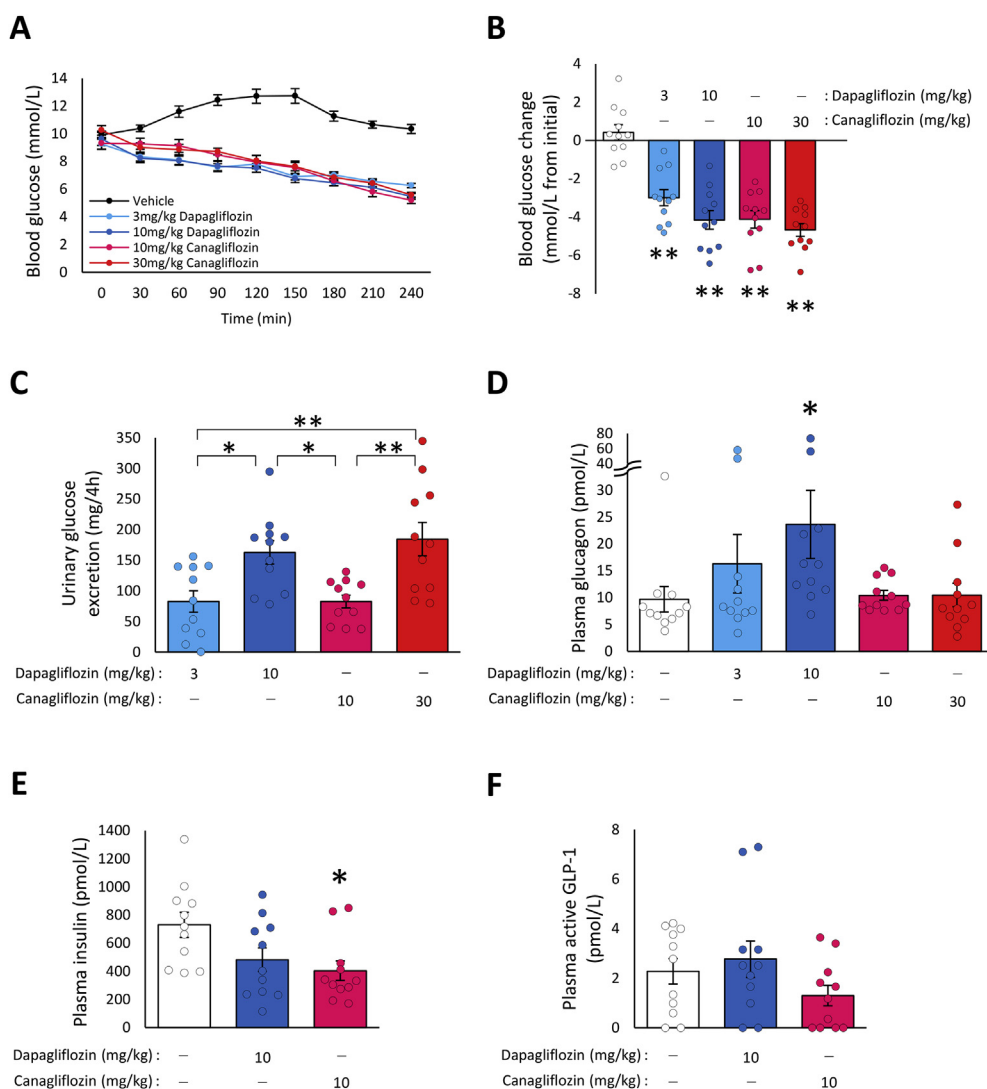 A
B
14
12
10
8
6
4
2
0
Blood glucose (mmol/L)
Vehicle
3mg/kg Dapagliflozin
10mg/kg Dapagliflozin
10mg/kg Canagliflozin
30mg/kg Canagliflozin
0 30 60 90 120 150 180 210 240
Time (min)
4
2
0
-2
-4
-6
-8
Blood glucose change
(mmol/L from initial)
3 10 – – : Dapagliflozin (mg/kg)
– – 10 30 : Canagliflozin (mg/kg)
** ** ** **
C
D
350
300
250
200
150
100
50
0
Urinary glucose
excretion (mg/4h)
**
* * **
Dapagliflozin (mg/kg) : 3 10 – –
Canagliflozin (mg/kg) : – – 10 30
80
60
40
30
25
20
15
10
5
0
Plasma glucagon (pmol/L)
*
Dapagliflozin (mg/kg) : – 3 10 – –
Canagliflozin (mg/kg) : – – – 10 30
E
F
1400
1200
1000
800
600
400
200
0
Plasma insulin (pmol/L)
*
Dapagliflozin (mg/kg) : – 10 –
Canagliflozin (mg/kg) : – – 10
8
6
4
2
0
Plasma active GLP-1
(pmol/L)
Dapagliflozin (mg/kg) : – 10 –
Canagliflozin (mg/kg) : – – 10